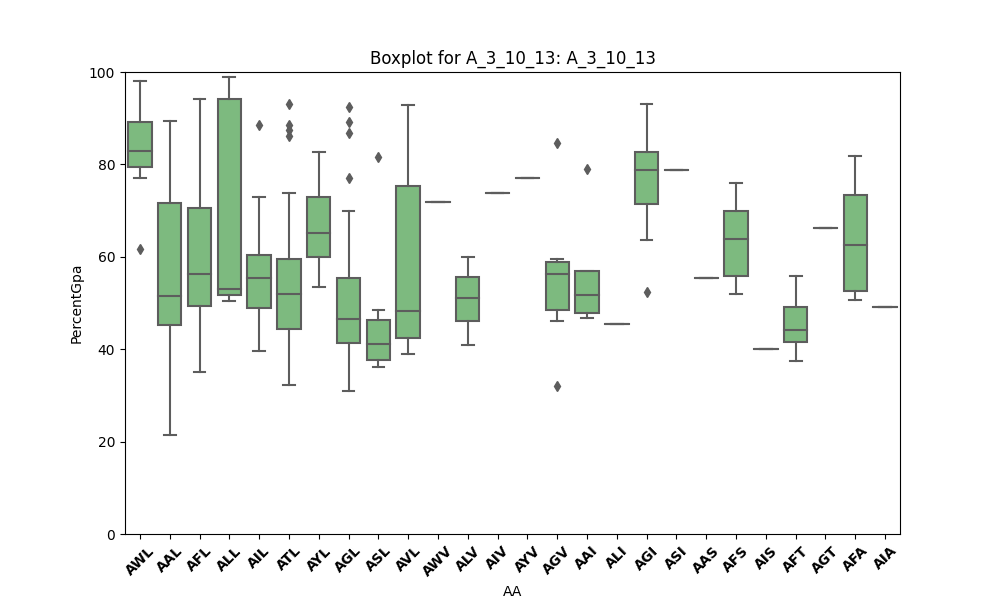 Boxplot for A_3_10_13: A_3_10_13
100
80
60
40
20
0
PercentGpa
AWL AAL AFL ALL AIL ATL AYL AGL ASL AVL AWV ALV AIV AYV AGV AAI ALI AGI ASI AAS AFS AIS AFT AGT AFA AIA
AA